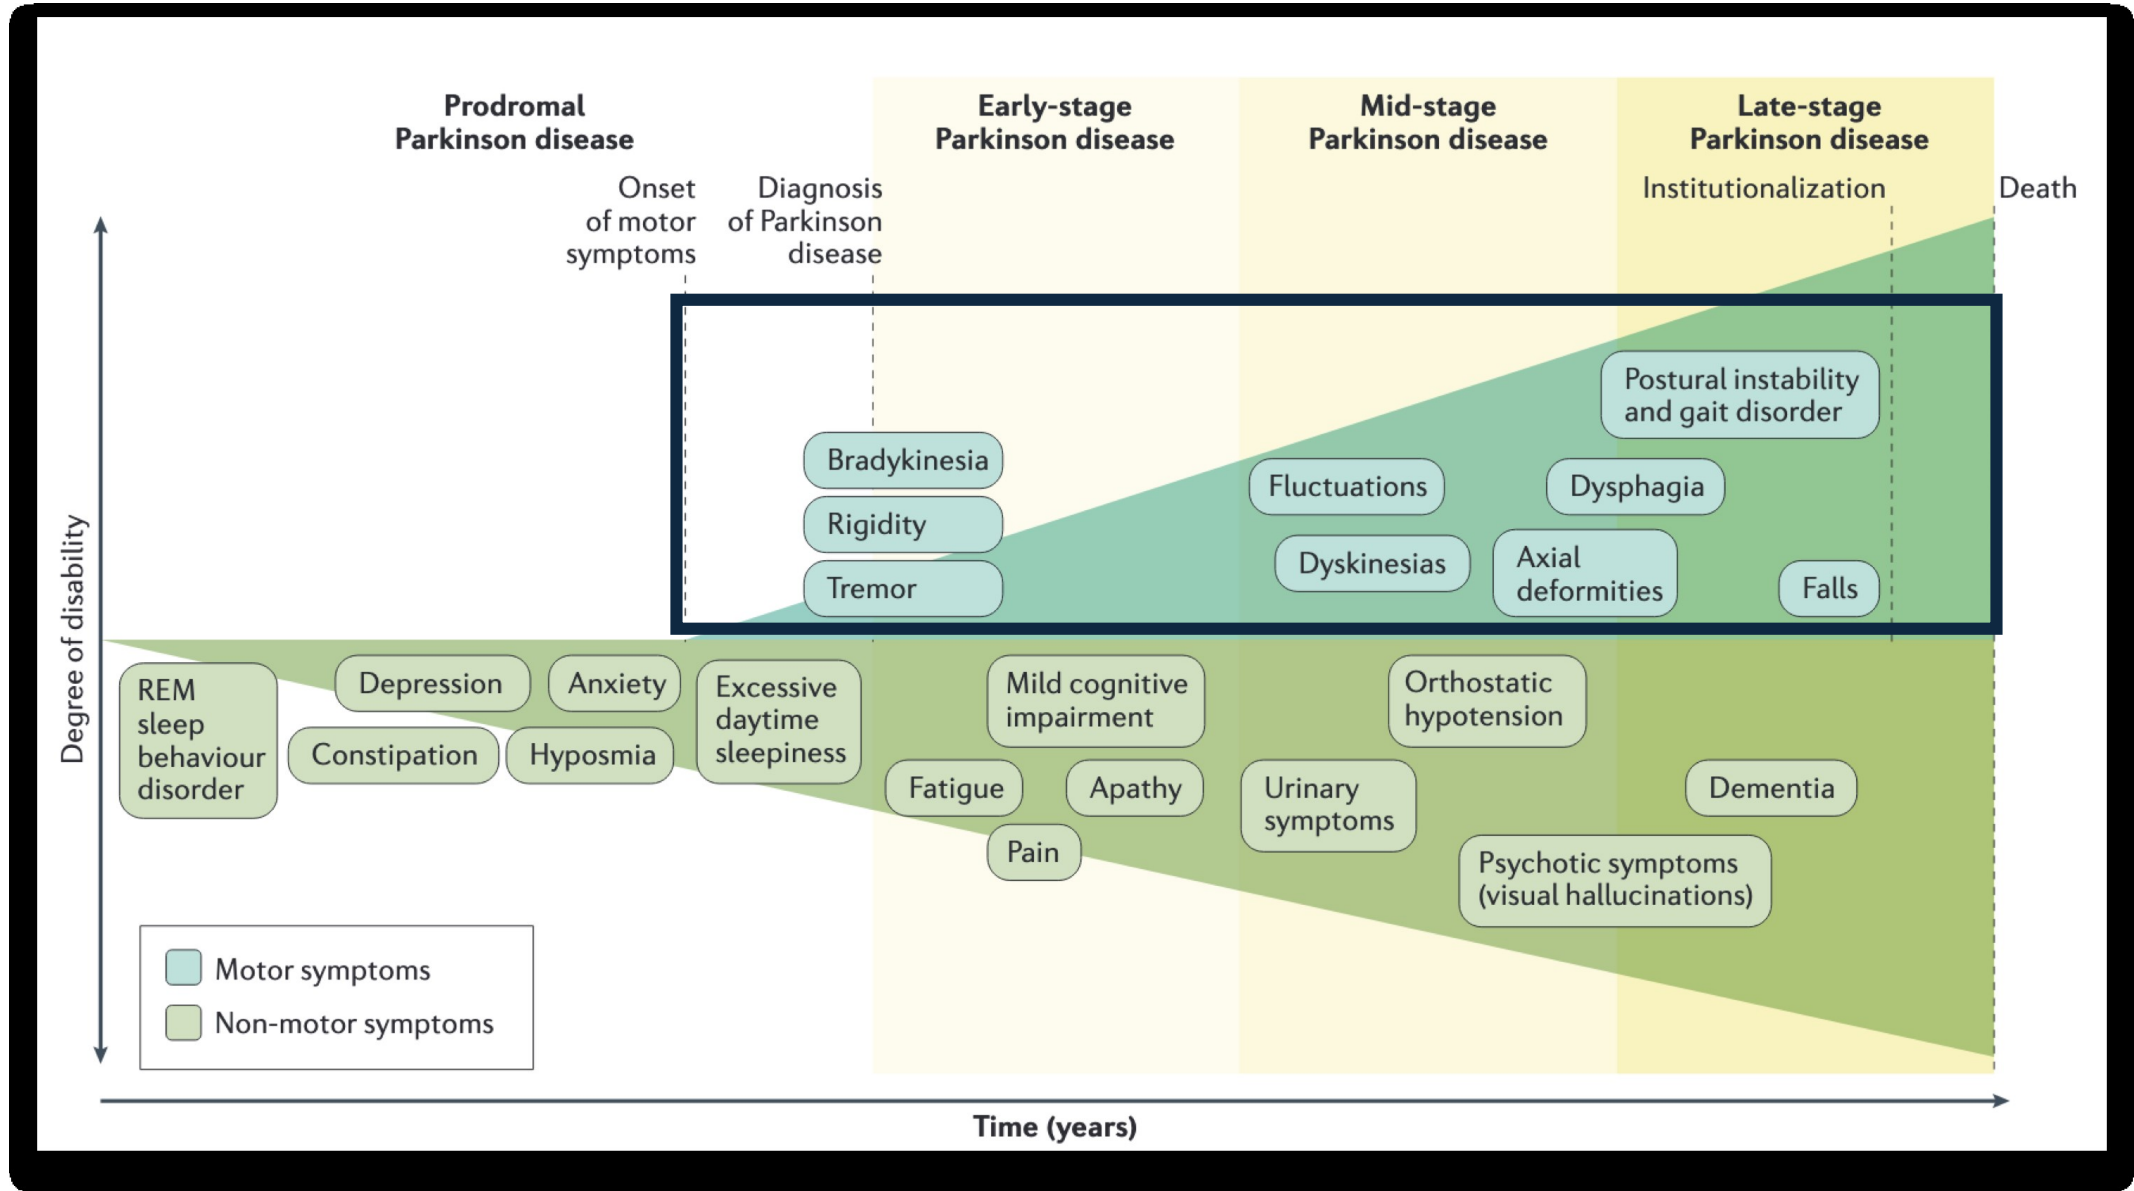 Prodromal
Parkinson disease
Early-stage
Parkinson disease
Mid-stage
Parkinson disease
Late-stage
Parkinson disease
Onset
of motor
symptoms
Diagnosis
of Parkinson
disease
Institutionalization
Death
Degree of disability
Postural instability
and gait disorder
Bradykinesia
Rigidity
Tremor
Fluctuations
Dysphagia
Dyskinesias
Axial
deformities
Falls
REM
sleep
behaviour
disorder
Depression
Anxiety
Constipation
Hyposmia
Excessive
daytime
sleepiness
Mild cognitive
impairment
Fatigue
Apathy
Pain
Orthostatic
hypotension
Urinary
symptoms
Dementia
Psychotic symptoms
(visual hallucinations)
Motor symptoms
Non-motor symptoms
Time (years)